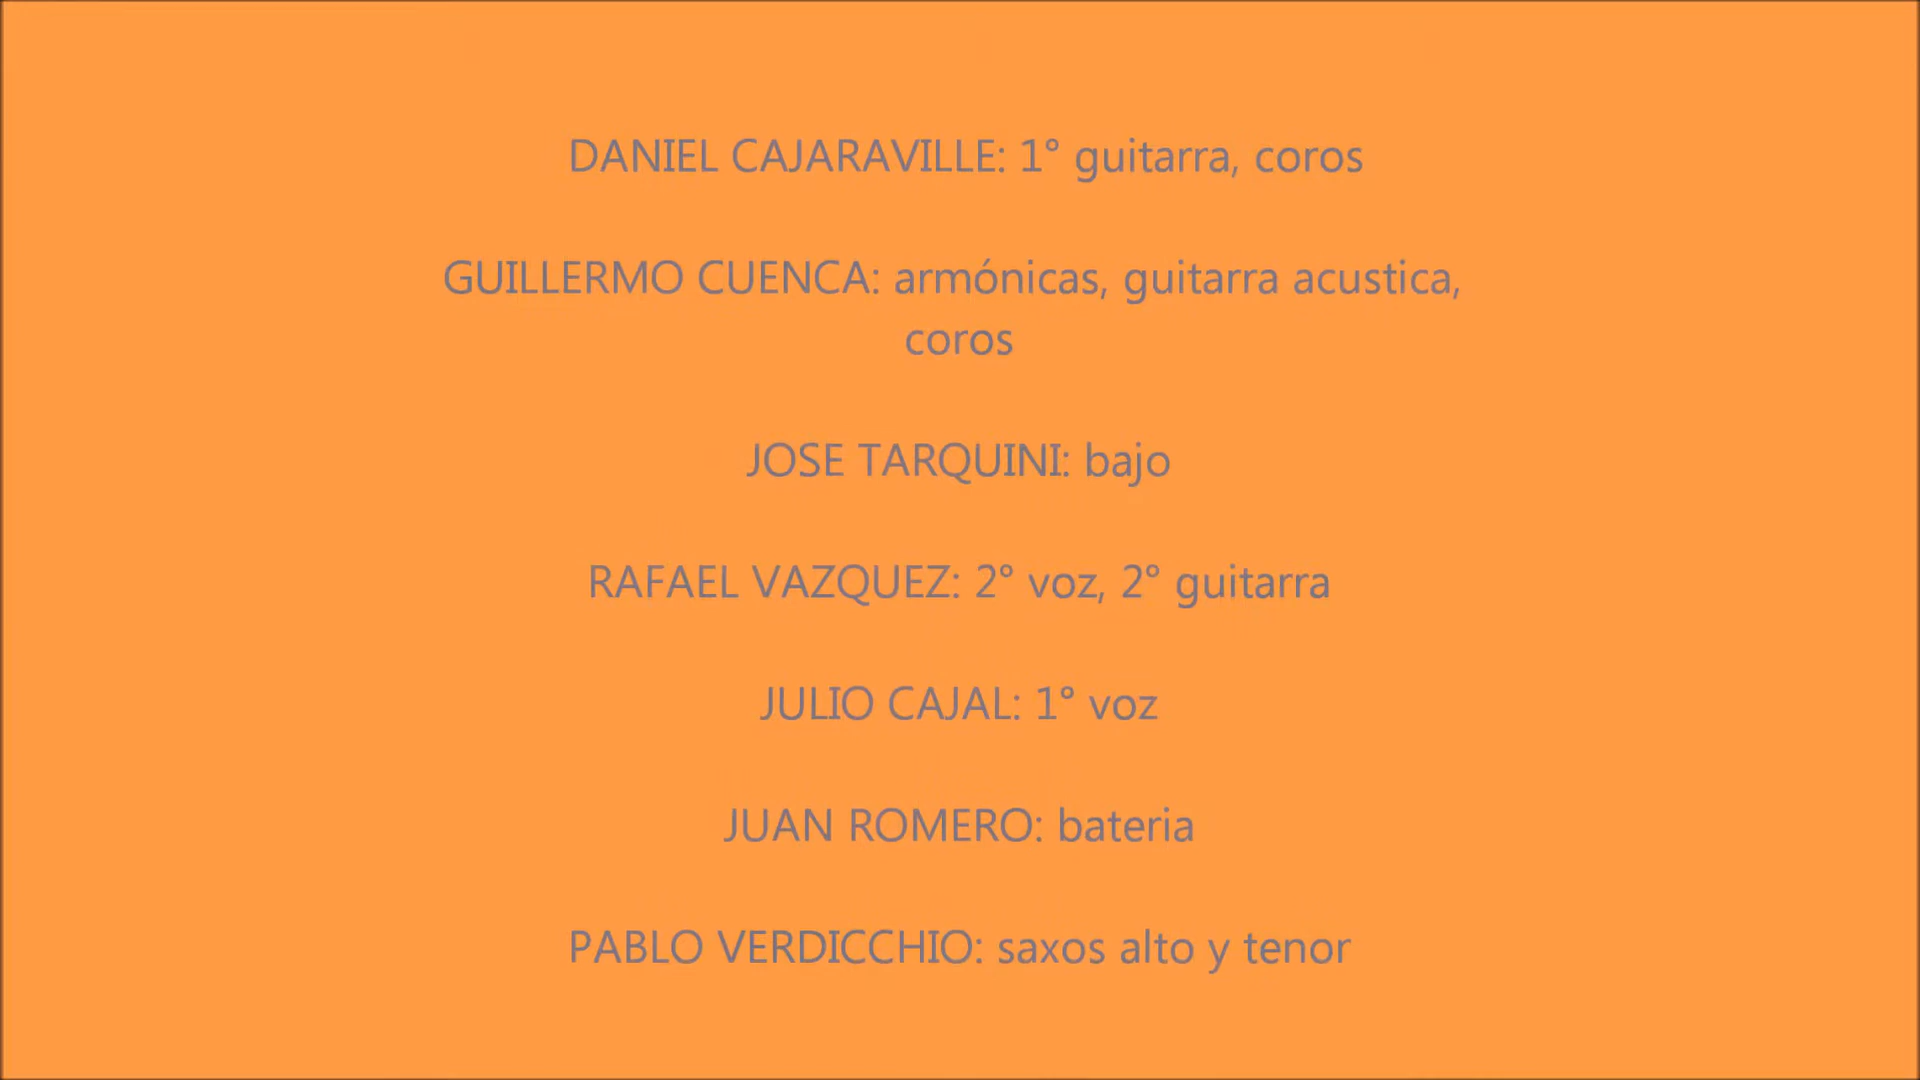 DANIEL CAJARAVILLE: 1° guitarra, coros
GUILLERMO CUENCA: armónicas, guitarra acustica,
coros
JOSE TARQUINI: bajo
RAFAEL VAZQUEZ: 2° voz, 2° guitarra
JULIO CAJAL: 1° voz
JUAN ROMERO: bateria
PABLO VERDICCHIO: saxos alto y tenor